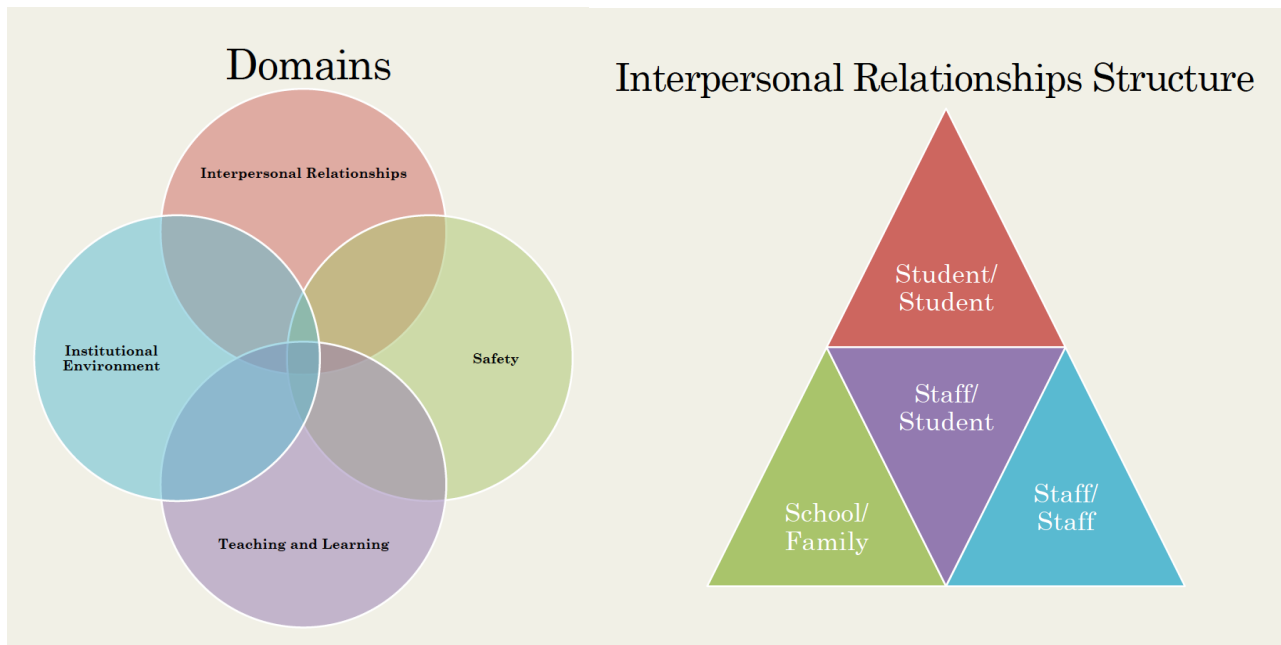 Domains
Interpersonal Relationships
Institutional
Environment
Safety
Teaching and Learning
Interpersonal Relationships Structure
Student/
Student
Staff/
Student
School/
Family
Staff/
Staff